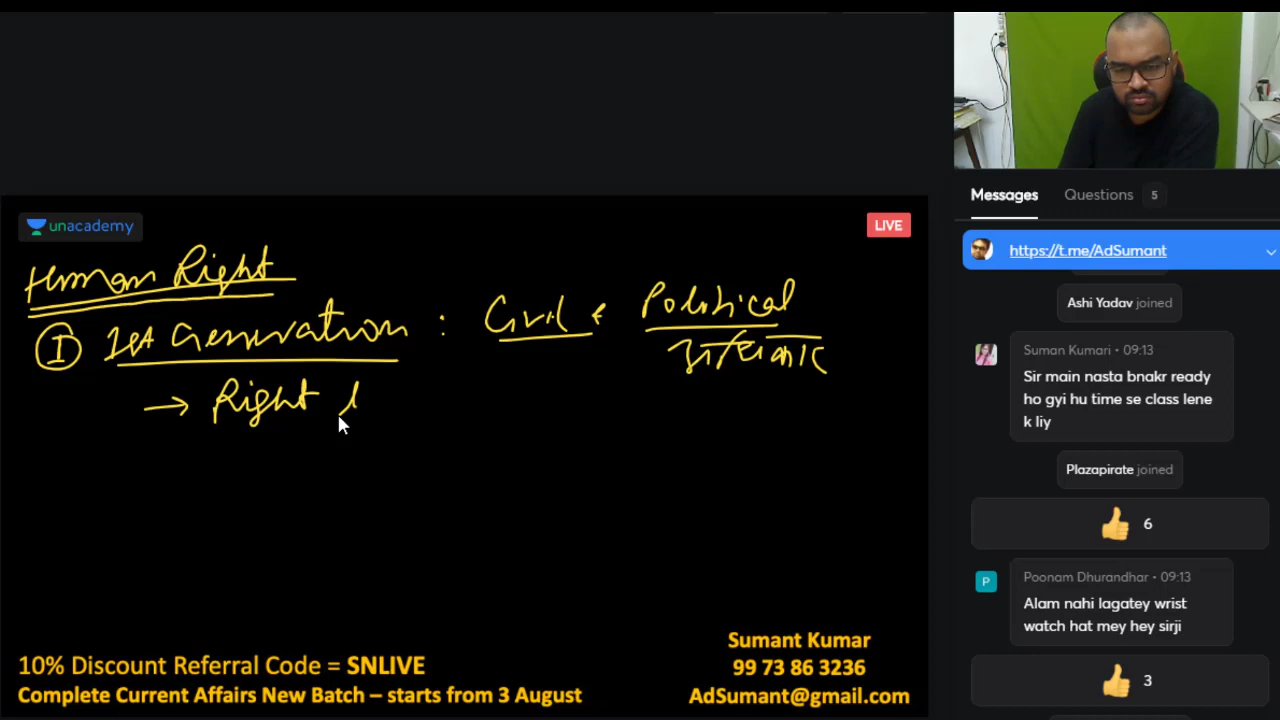 unacademy
LIVE
Human Right
I 1st Generation : Civil & Political
→ Right
10% Discount Referral Code = SNLIVE
Complete Current Affairs New Batch – starts from 3 August
Sumant Kumar
99 73 86 3236
AdSumant@gmail.com
Messages Questions 5
https://t.me/AdSumant
Ashi Yadav joined
Suman Kumari • 09:13
Sir main nasta bnakr ready
ho gyi hu time se class lene
k liy
Plazapirate joined
6
P
Poonam Dhurandhar • 09:13
Alam nahi lagatey wrist
watch hat mey hey sirji
3